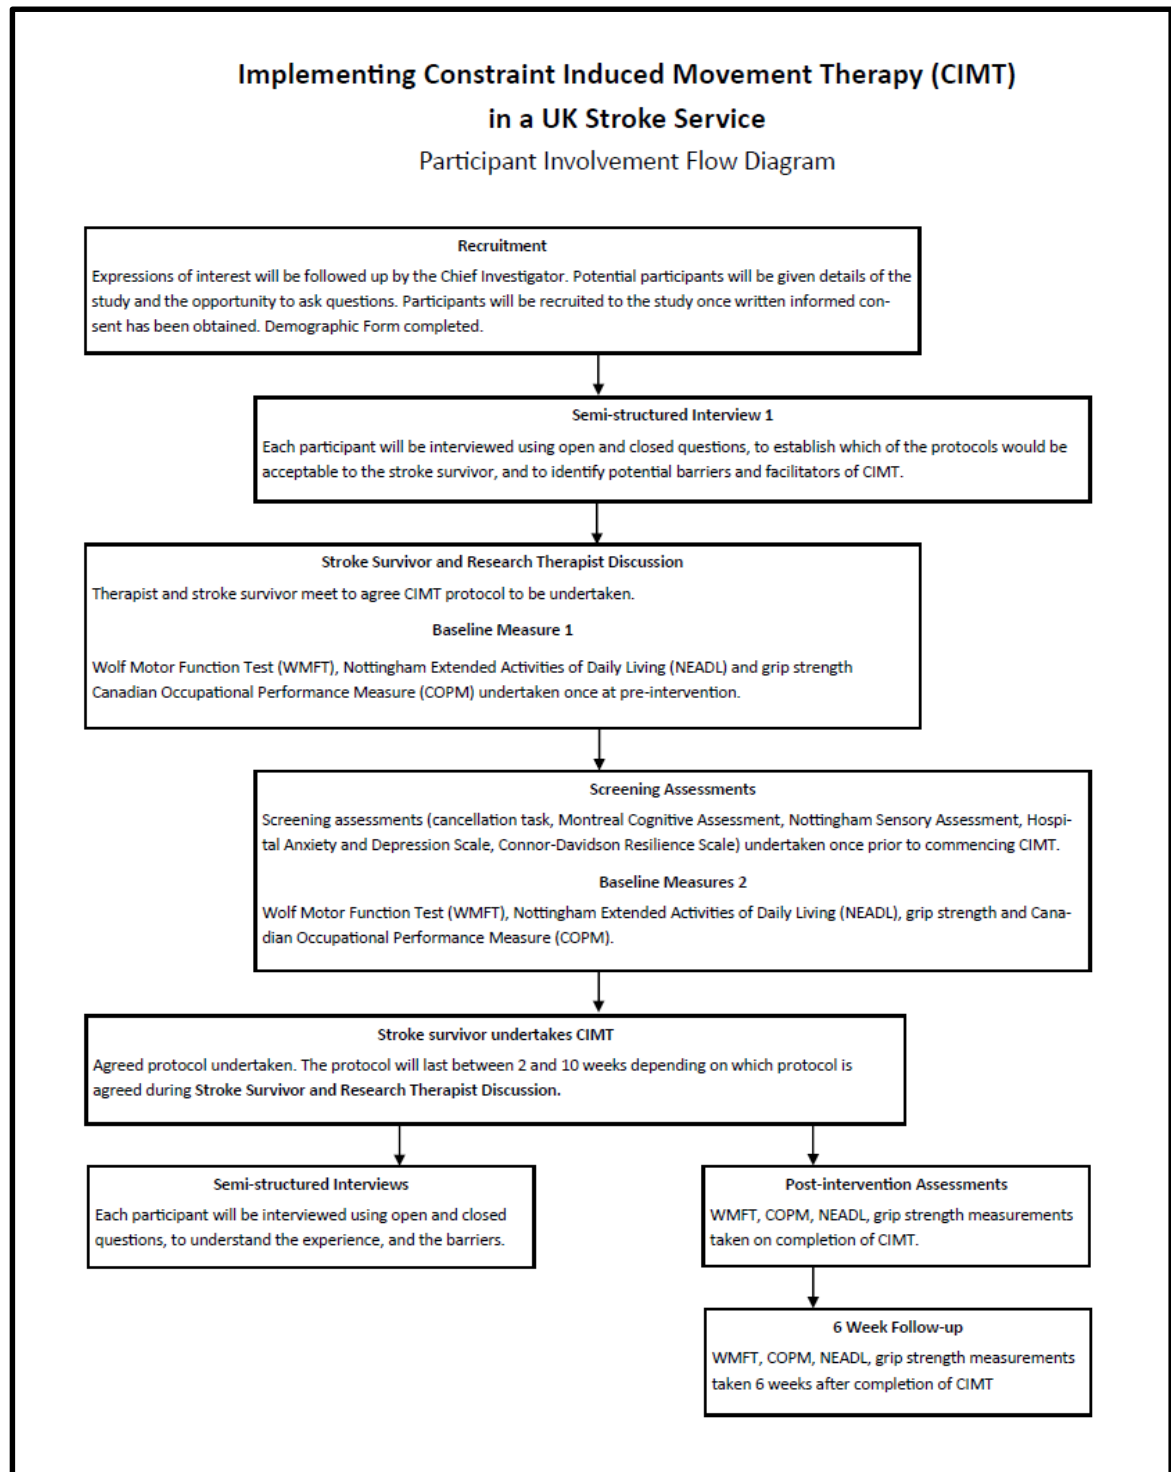 Implementing Constraint Induced Movement Therapy (CIMT)
in a UK Stroke Service
Participant Involvement Flow Diagram
Recruitment
Expressions of interest will be followed up by the Chief Investigator. Potential participants will be given details of the
study and the opportunity to ask questions. Participants will be recruited to the study once written informed con-
sent has been obtained. Demographic Form completed.
Semi-structured Interview 1
Each participant will be interviewed using open and closed questions, to establish which of the protocols would be
acceptable to the stroke survivor, and to identify potential barriers and facilitators of CIMT.
Stroke Survivor and Research Therapist Discussion
Therapist and stroke survivor meet to agree CIMT protocol to be undertaken.
Baseline Measure 1
Wolf Motor Function Test (WMFT), Nottingham Extended Activities of Daily Living (NEADL) and grip strength
Canadian Occupational Performance Measure (COPM) undertaken once at pre-intervention.
Screening Assessments
Screening assessments (cancellation task, Montreal Cognitive Assessment, Nottingham Sensory Assessment, Hospi-
tal Anxiety and Depression Scale, Connor-Davidson Resilience Scale) undertaken once prior to commencing CIMT.
Baseline Measures 2
Wolf Motor Function Test (WMFT), Nottingham Extended Activities of Daily Living (NEADL), grip strength and Cana-
dian Occupational Performance Measure (COPM).
Stroke survivor undertakes CIMT
Agreed protocol undertaken. The protocol will last between 2 and 10 weeks depending on which protocol is
agreed during Stroke Survivor and Research Therapist Discussion.
Semi-structured Interviews
Each participant will be interviewed using open and closed
questions, to understand the experience, and the barriers.
Post-intervention Assessments
WMFT, COPM, NEADL, grip strength measurements
taken on completion of CIMT.
6 Week Follow-up
WMFT, COPM, NEADL, grip strength measurements
taken 6 weeks after completion of CIMT